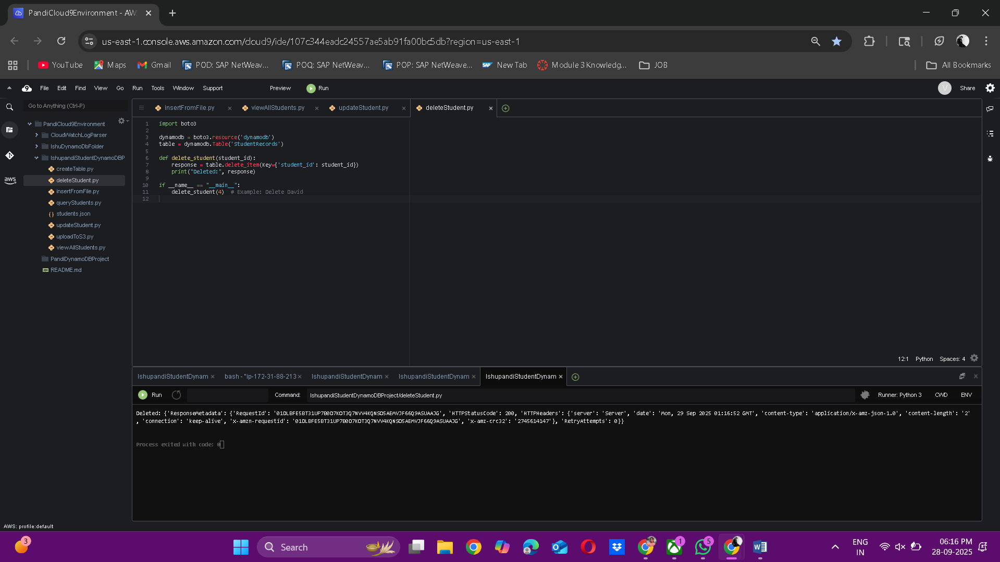 PandiCloud9Environment - AW
us-east-1.console.aws.amazon.com/cloud9/ide/107c344eadc24557ae5ab91fa00bc5db?region=us-east-1
YouTube Maps Gmail POD: SAP NetWeav... POQ: SAP NetWeav... POP: SAP NetWeave... New Tab Module 3 Knowledg... JOB All Bookmarks
File Edit Find View Go Run Tools Window Support Preview Run V Share
Go to Anything (Ctrl-P)
insertFromFile.py viewAllStudents.py updateStudent.py deleteStudent.py
PandiCloud9Environment
CloudWatchLogParser
IshuDynamoDbFolder
IshupandiStudentDynamoDBP
createTable.py
deleteStudent.py
insertFromFile.py
queryStudents.py
students.json
updateStudent.py
uploadToS3.py
viewAllStudents.py
PandiDynamoDBProject
README.md
aws
1 import boto3
2
3 dynamodb = boto3.resource('dynamodb')
4 table = dynamodb.Table('StudentRecords')
5
6 def delete_student(student_id):
7     response = table.delete_item(Key={'student_id': student_id})
8     print("Deleted:", response)
9
10 if __name__ == "__main__":
11     delete_student(4)  # Example: Delete David
12
12:1 Python Spaces: 4
IshupandiStudentDynam bash - "ip-172-31-88-213 IshupandiStudentDynam IshupandiStudentDynam IshupandiStudentDynam
Run Command: IshupandiStudentDynamoDBProject/deleteStudent.py Runner: Python 3 CWD ENV
Deleted: {'ResponseMetadata': {'RequestId': '01DLBFE5BT31UP7B0D7KOT3Q7NVV4KQNSO5AEMVJF66Q9ASUAAJG', 'HTTPStatusCode': 200, 'HTTPHeaders': {'server': 'Server', 'date': 'Mon, 29 Sep 2025 01:16:52 GMT', 'content-type': 'application/x-amz-json-1.0', 'content-length': '2'
, 'connection': 'keep-alive', 'x-amzn-requestid': '01DLBFE5BT31UP7B0D7KOT3Q7NVV4KQNSO5AEMVJF66Q9ASUAAJG', 'x-amz-crc32': '2745614147'}, 'RetryAttempts': 0}}
Process exited with code: 0
AWS: profile:default
3 Search 1 5 ENG IN 06:16 PM
28-09-2025